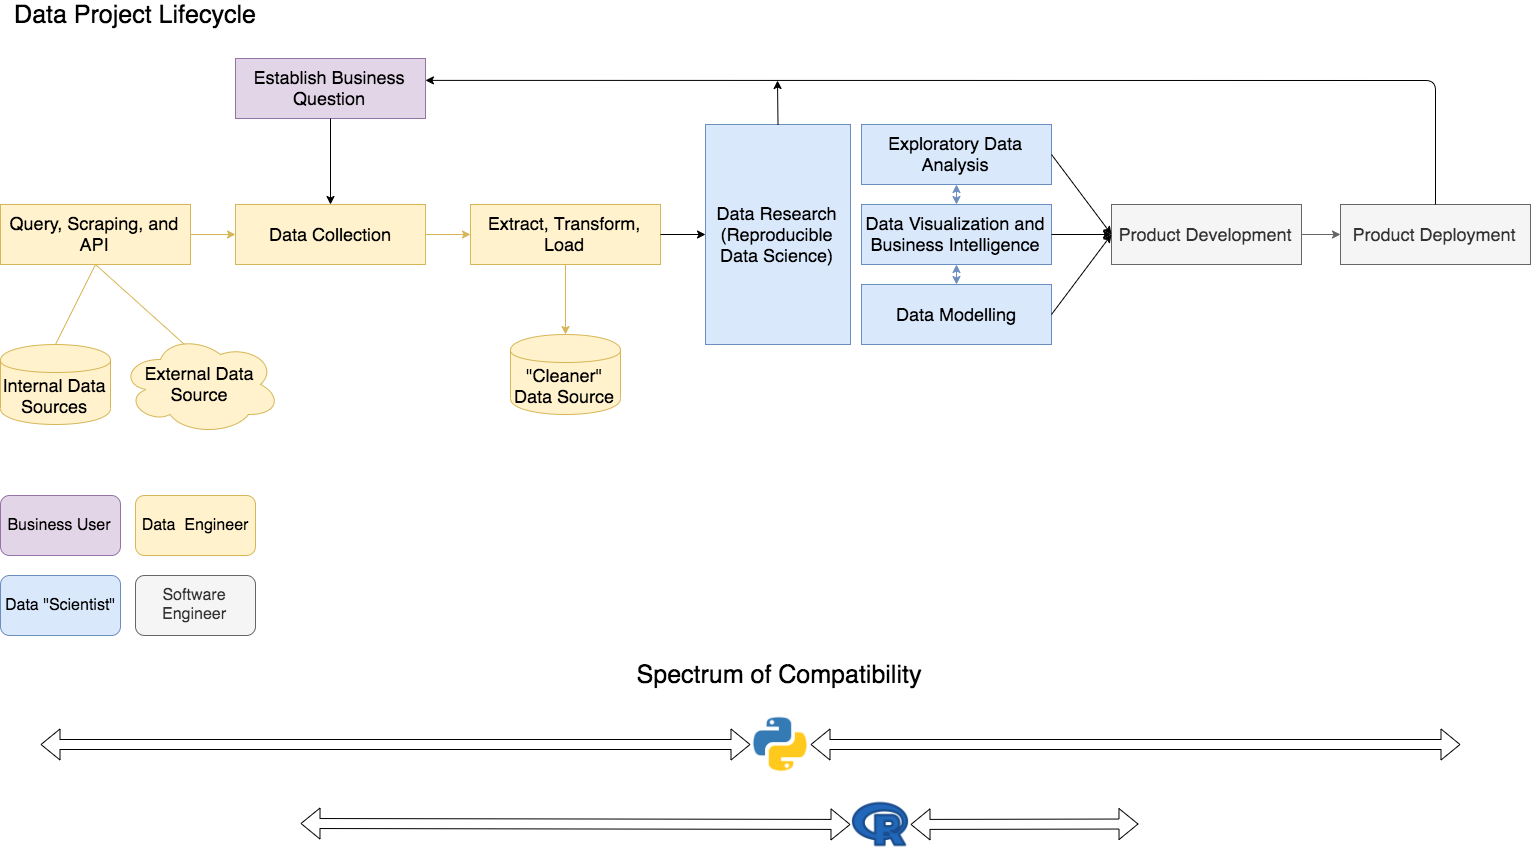 Data Project Lifecycle
Establish Business
Question
Query, Scraping, and
API
Data Collection
Extract, Transform,
Load
Data Research
(Reproducible
Data Science)
Exploratory Data
Analysis
Data Visualization and
Business Intelligence
Data Modelling
Product Development
Product Deployment
Internal Data
Sources
External Data
Source
"Cleaner"
Data Source
Business User
Data Engineer
Data "Scientist"
Software
Engineer
Spectrum of Compatibility
R